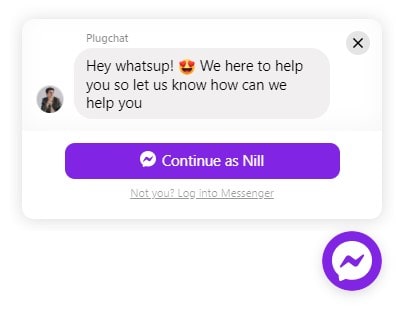 Plugchat
Hey whatsup! 😍 We here to help
you so let us know how can we
help you
Continue as Nill
Not you? Log into Messenger